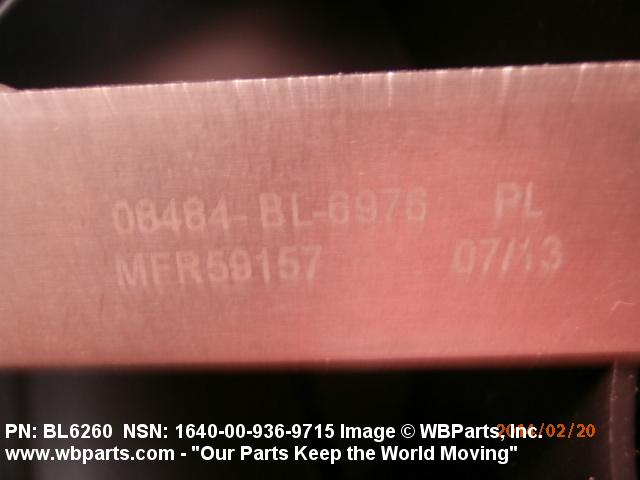 08484- BL-6976 PL
MFR59157 07/13
PN: BL6260 NSN: 1640-00-936-9715 Image © WBParts, Inc.
www.wbparts.com - "Our Parts Keep the World Moving"